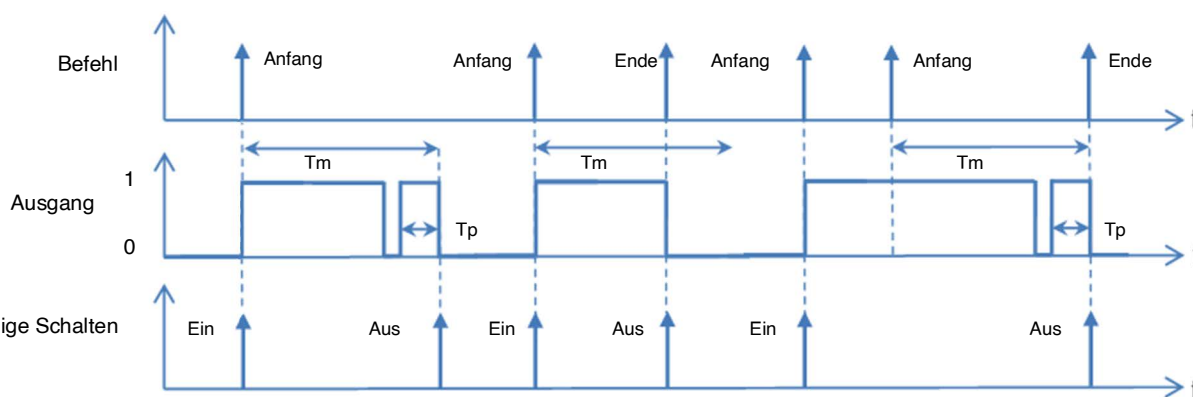 Befehl
Anfang Anfang Ende Anfang Anfang Ende
Tm Tm Tm
1
Ausgang
0
Tp Tp
ige Schalten
Ein Aus Ein Aus Ein Aus